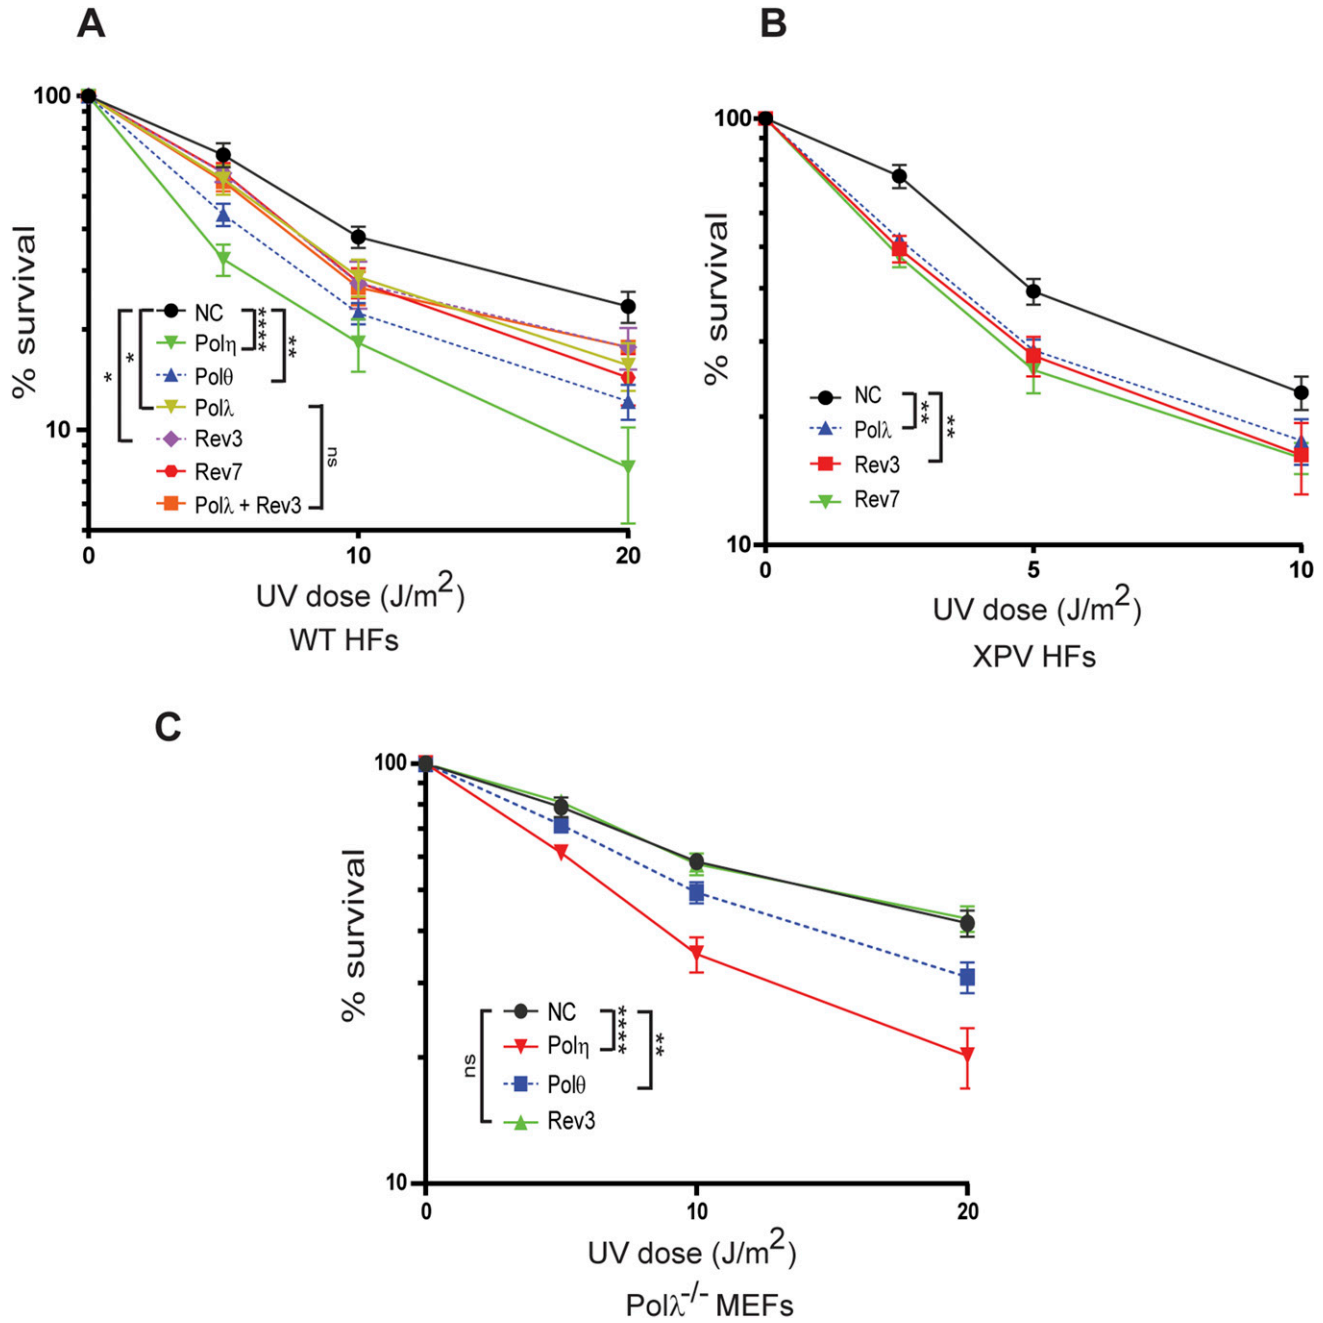 A
100
10
% survival
NC
Polη
Polθ
Polλ
Rev3
Rev7
Polλ + Rev3
*
*
****
**
ns
0
10
20
UV dose (J/m²)
WT HFs
B
100
10
% survival
NC
Polλ
Rev3
Rev7
**
**
0
5
10
UV dose (J/m²)
XPV HFs
C
100
10
% survival
NC
Polη
Polθ
Rev3
ns
****
**
0
10
20
UV dose (J/m²)
Polλ⁻/⁻ MEFs